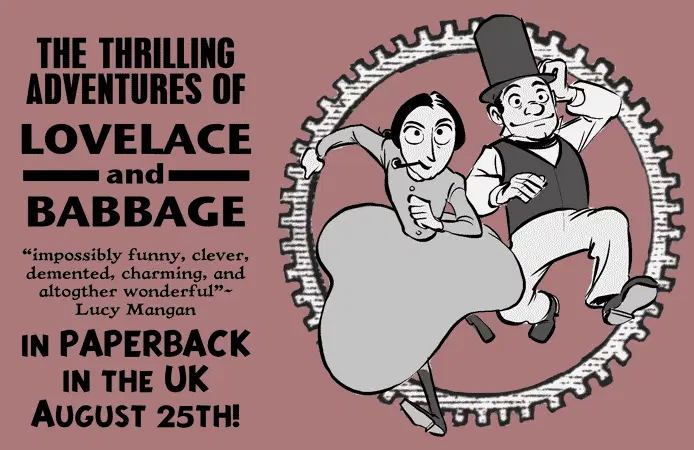 THE THRILLING
ADVENTURES OF
LOVELACE
and
BABBAGE
“impossibly funny, clever,
demented, charming, and
altogther wonderful”~
Lucy Mangan
IN PAPERBACK
IN THE UK
AUGUST 25TH!